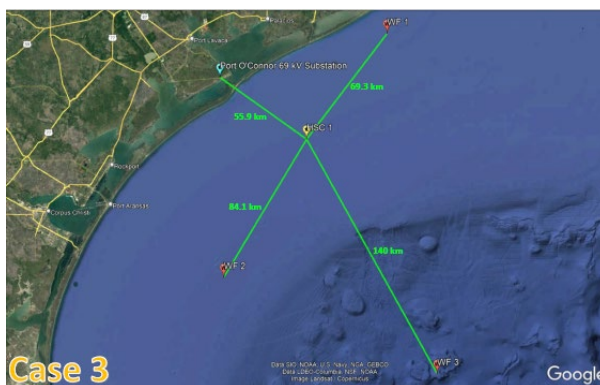 WF 1
Palacios
Port Lavaca
Port O'Connor 69 kV Substation
69.3 km
HSC 1
55.9 km
Rockport
84.1 km
Port Aransas
Corpus Christi
140 km
WF 2
WF 3
Data SIO, NOAA, U.S. Navy, NGA, GEBCO
Data LDEO-Columbia, NSF, NOAA
Image Landsat / Copernicus
Google
Case 3